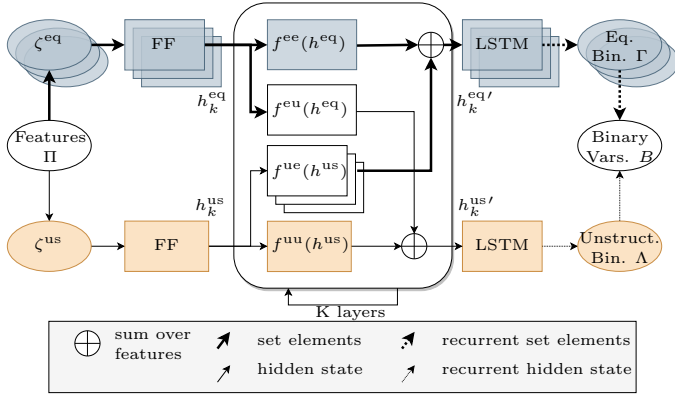 ζ^eq
FF
f^ee(h^eq)
LSTM
Eq.
Bin. Γ
h_k^eq
h_k^eq′
f^eu(h^eq)
Features
Π
Binary
Vars. B
f^ue(h^us)
h_k^us
h_k^us′
ζ^us
FF
f^uu(h^us)
LSTM
Unstruct.
Bin. Λ
K layers
sum over
features
set elements
recurrent set elements
hidden state
recurrent hidden state